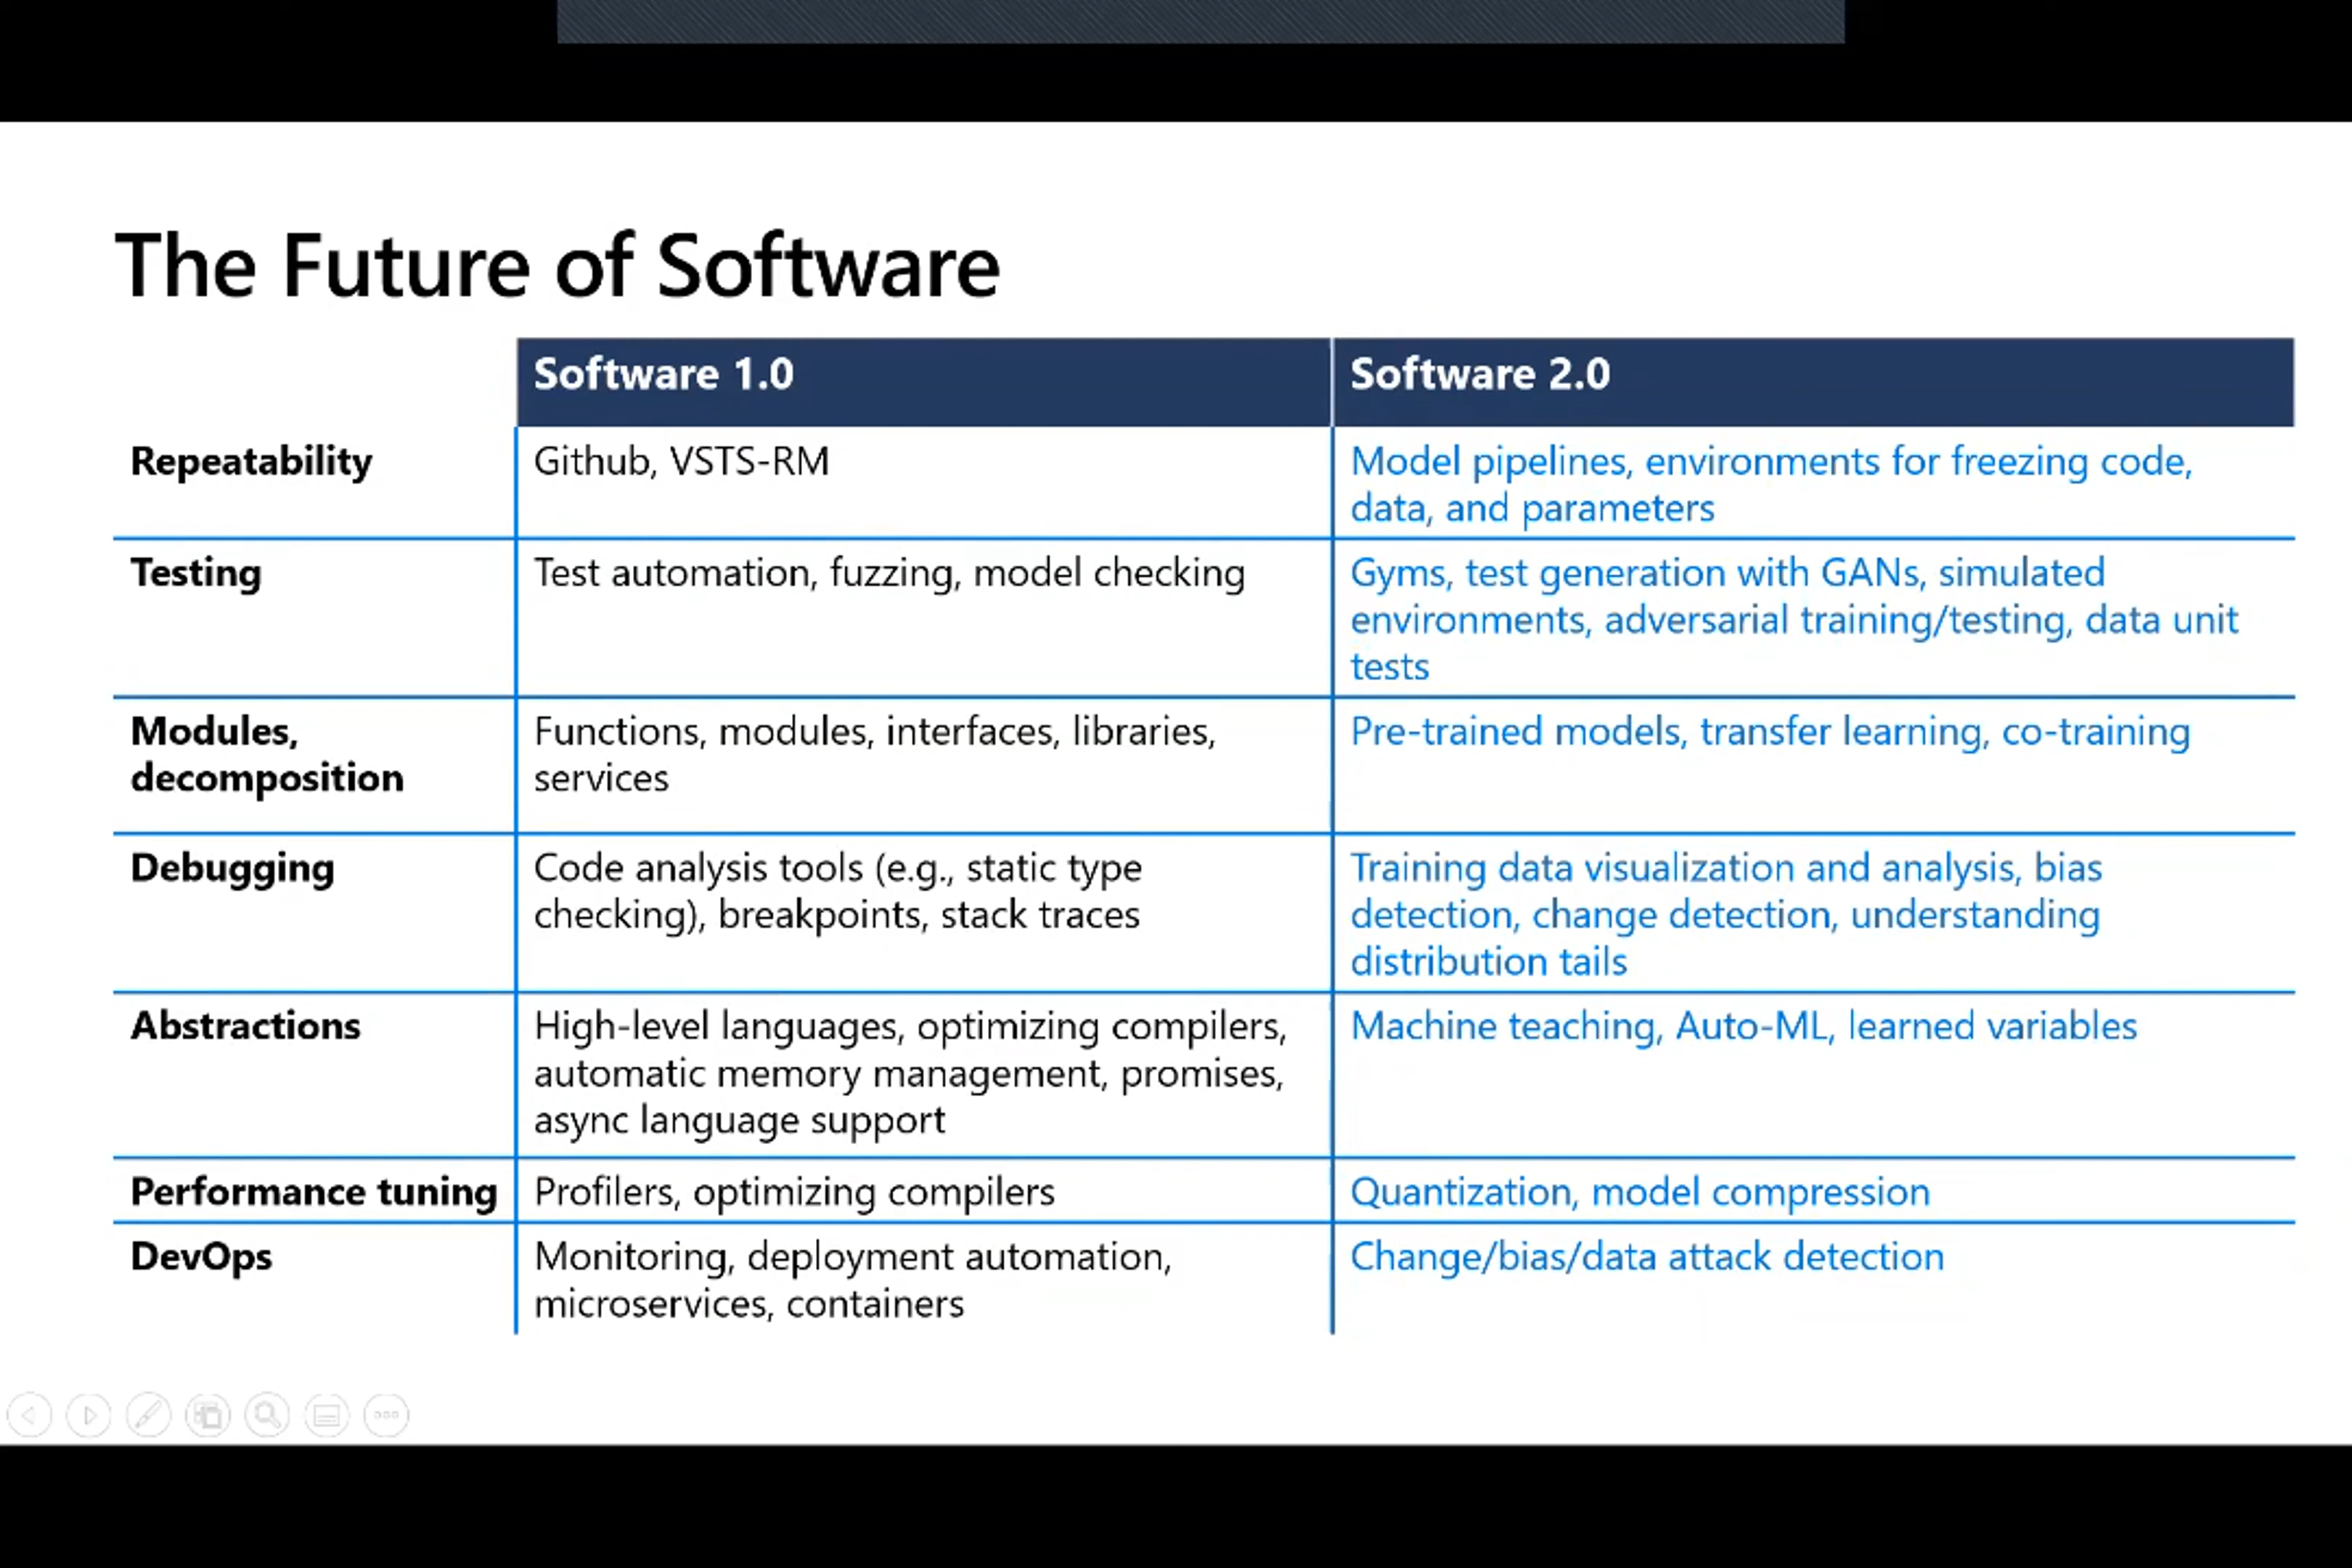 The Future of Software
Software 1.0
Software 2.0
Repeatability
Github, VSTS-RM
Model pipelines, environments for freezing code,
data, and parameters
Testing
Test automation, fuzzing, model checking
Gyms, test generation with GANs, simulated
environments, adversarial training/testing, data unit
tests
Modules,
decomposition
Functions, modules, interfaces, libraries,
services
Pre-trained models, transfer learning, co-training
Debugging
Code analysis tools (e.g., static type
checking), breakpoints, stack traces
Training data visualization and analysis, bias
detection, change detection, understanding
distribution tails
Abstractions
High-level languages, optimizing compilers,
automatic memory management, promises,
async language support
Machine teaching, Auto-ML, learned variables
Performance tuning
Profilers, optimizing compilers
Quantization, model compression
DevOps
Monitoring, deployment automation,
microservices, containers
Change/bias/data attack detection